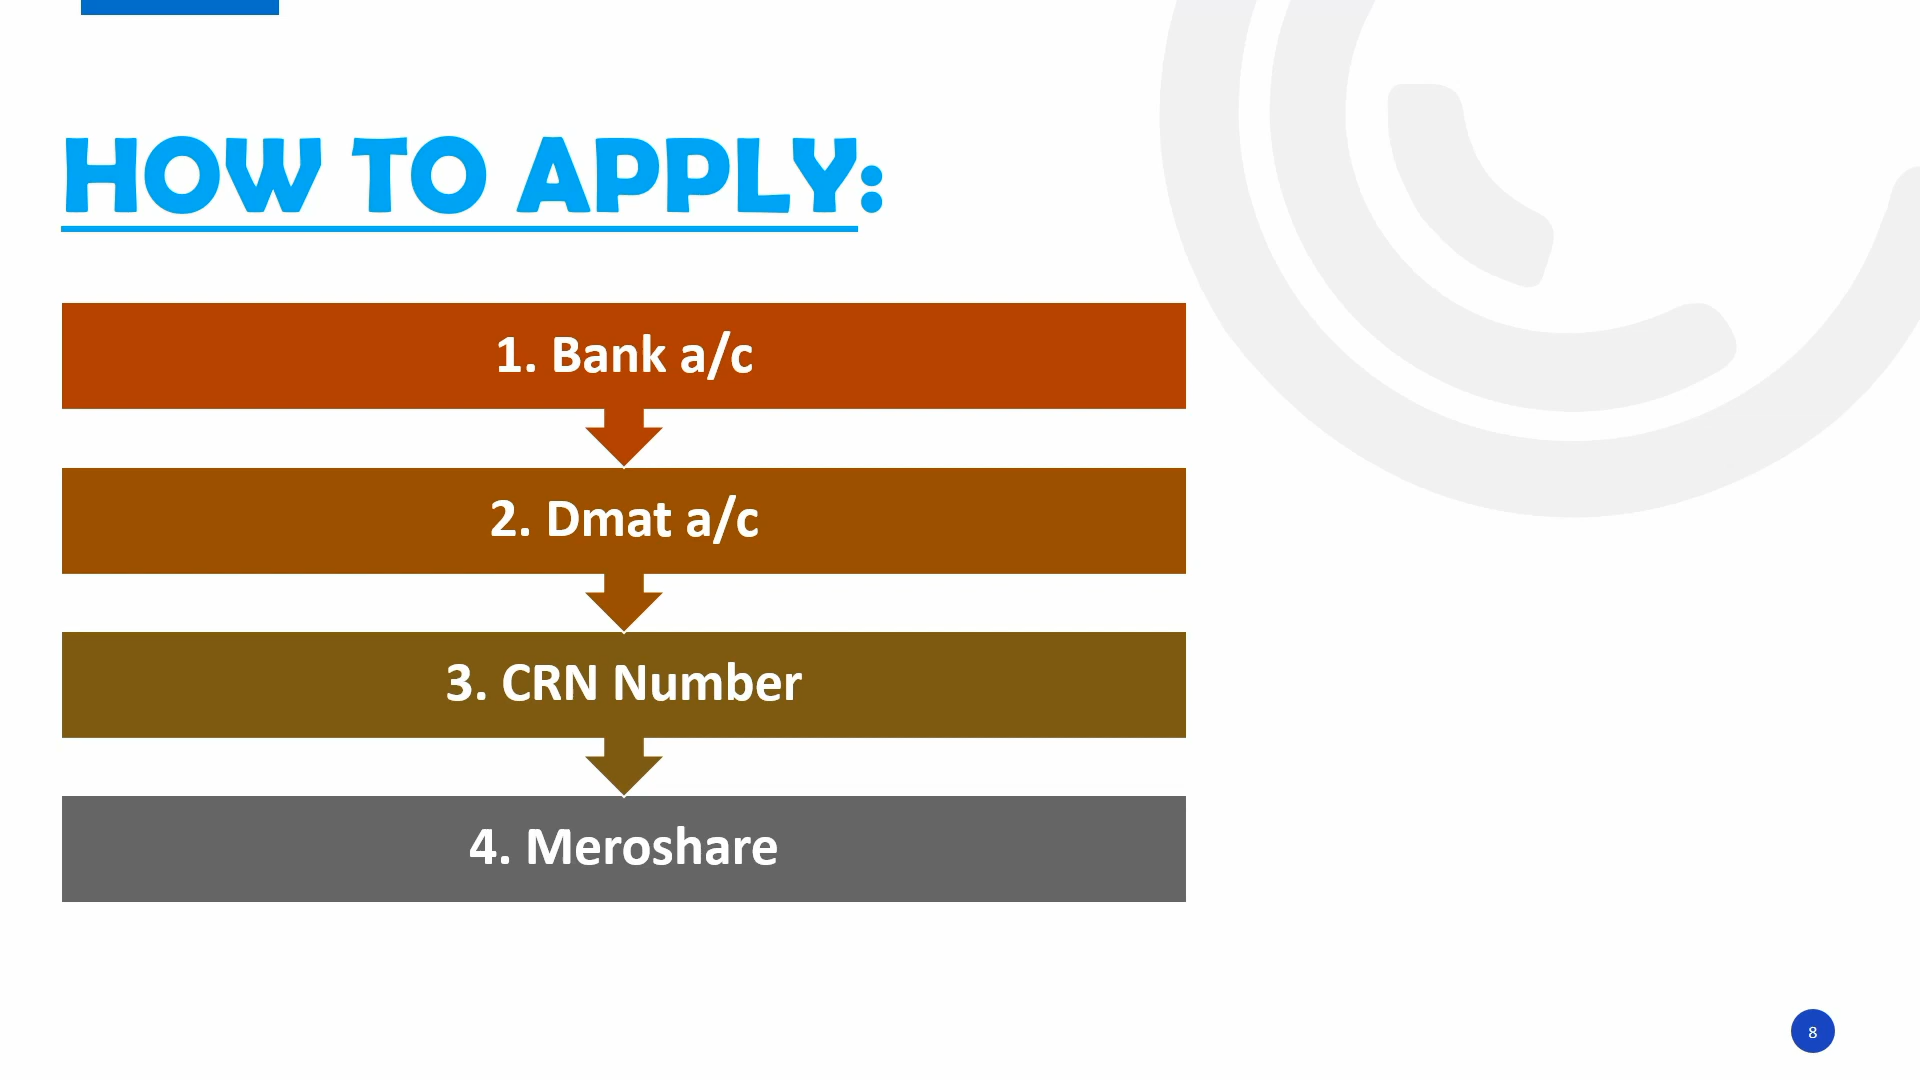 HOW TO APPLY:
1. Bank a/c
2. Dmat a/c
3. CRN Number
4. Meroshare
8